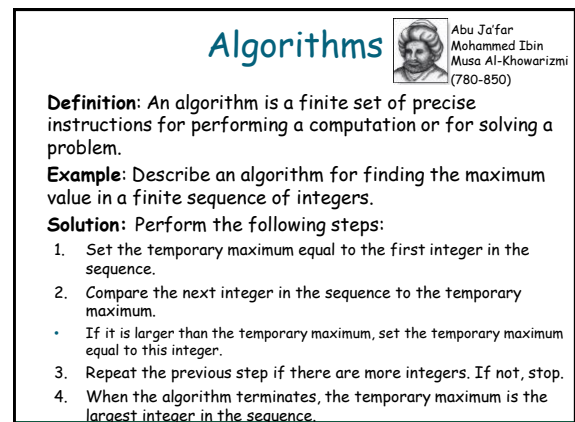 Algorithms
Abu Ja'far
Mohammed Ibin
Musa Al-Khowarizmi
(780-850)
Definition: An algorithm is a finite set of precise
instructions for performing a computation or for solving a
problem.
Example: Describe an algorithm for finding the maximum
value in a finite sequence of integers.
Solution: Perform the following steps:
1. Set the temporary maximum equal to the first integer in the
sequence.
2. Compare the next integer in the sequence to the temporary
maximum.
• If it is larger than the temporary maximum, set the temporary maximum
equal to this integer.
3. Repeat the previous step if there are more integers. If not, stop.
4. When the algorithm terminates, the temporary maximum is the
largest integer in the sequence.